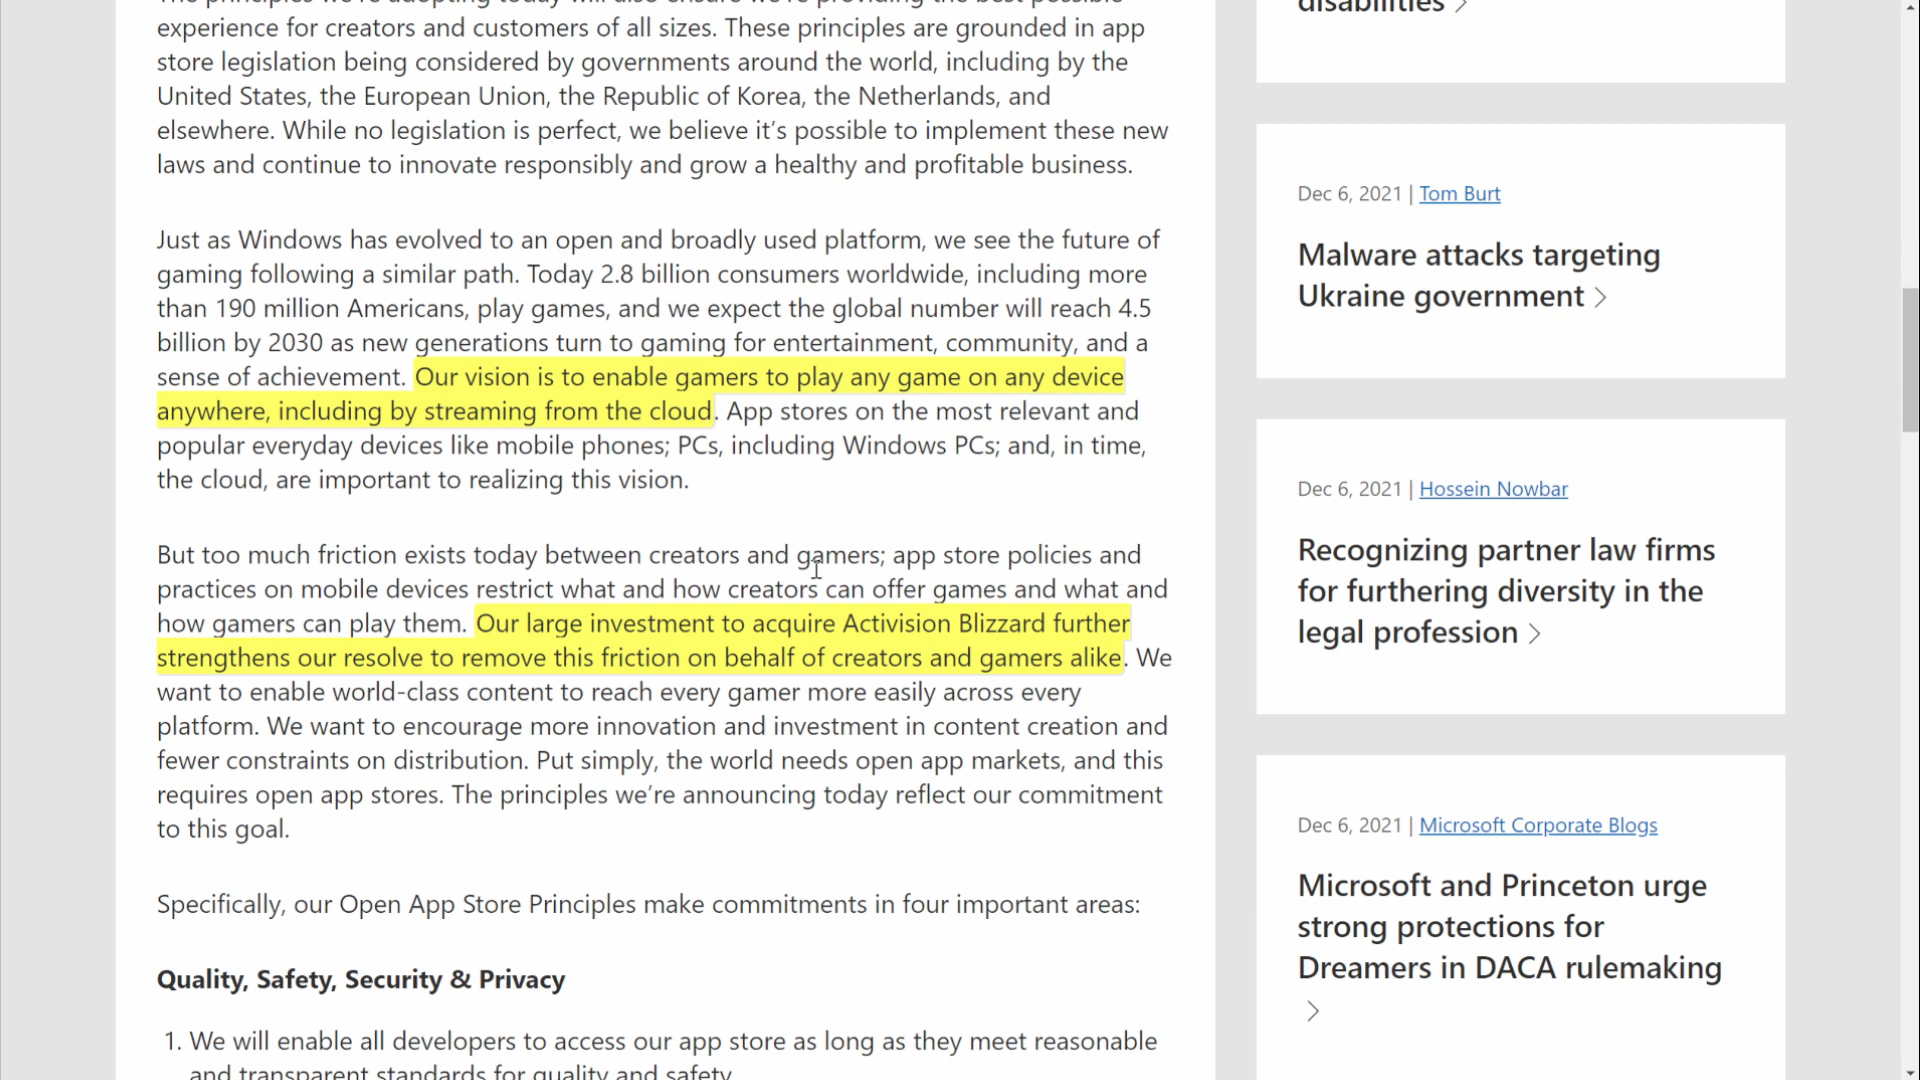 The principles we're adopting today will also ensure we're providing the best possible
experience for creators and customers of all sizes. These principles are grounded in app
store legislation being considered by governments around the world, including by the
United States, the European Union, the Republic of Korea, the Netherlands, and
elsewhere. While no legislation is perfect, we believe it’s possible to implement these new
laws and continue to innovate responsibly and grow a healthy and profitable business.
Just as Windows has evolved to an open and broadly used platform, we see the future of
gaming following a similar path. Today 2.8 billion consumers worldwide, including more
than 190 million Americans, play games, and we expect the global number will reach 4.5
billion by 2030 as new generations turn to gaming for entertainment, community, and a
sense of achievement. Our vision is to enable gamers to play any game on any device
anywhere, including by streaming from the cloud. App stores on the most relevant and
popular everyday devices like mobile phones; PCs, including Windows PCs; and, in time,
the cloud, are important to realizing this vision.
But too much friction exists today between creators and gamers; app store policies and
practices on mobile devices restrict what and how creators can offer games and what and
how gamers can play them. Our large investment to acquire Activision Blizzard further
strengthens our resolve to remove this friction on behalf of creators and gamers alike. We
want to enable world-class content to reach every gamer more easily across every
platform. We want to encourage more innovation and investment in content creation and
fewer constraints on distribution. Put simply, the world needs open app markets, and this
requires open app stores. The principles we’re announcing today reflect our commitment
to this goal.
Specifically, our Open App Store Principles make commitments in four important areas:
Quality, Safety, Security & Privacy
1. We will enable all developers to access our app store as long as they meet reasonable
and transparent standards for quality and safety.
disabilities >
Dec 6, 2021 | Tom Burt
Malware attacks targeting
Ukraine government >
Dec 6, 2021 | Hossein Nowbar
Recognizing partner law firms
for furthering diversity in the
legal profession >
Dec 6, 2021 | Microsoft Corporate Blogs
Microsoft and Princeton urge
strong protections for
Dreamers in DACA rulemaking
>